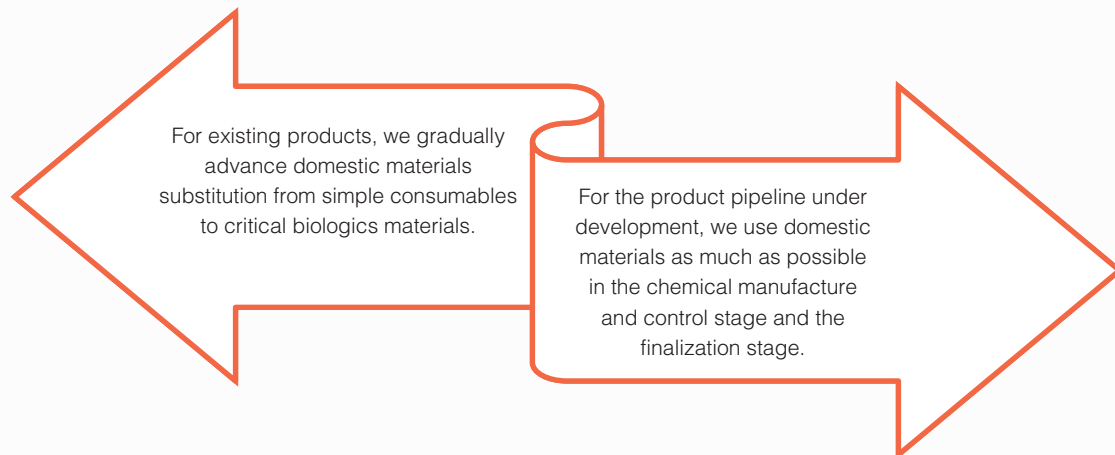 For existing products, we gradually
advance domestic materials
substitution from simple consumables
to critical biologics materials.
For the product pipeline under
development, we use domestic
materials as much as possible
in the chemical manufacture
and control stage and the
finalization stage.